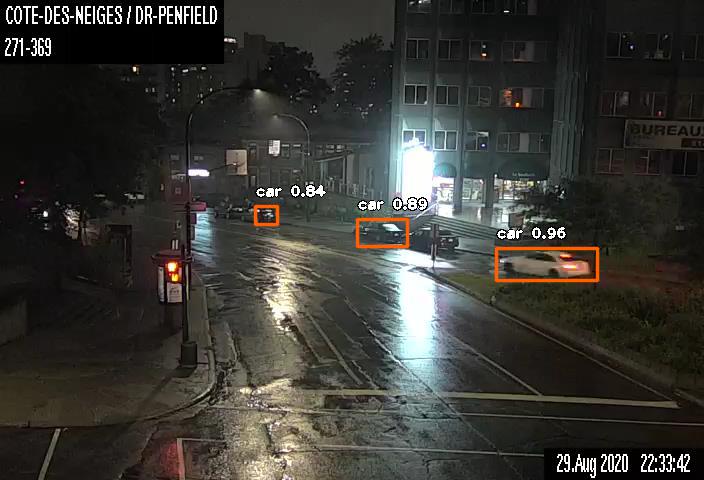 COTE-DES-NEIGES / DR-PENFIELD
271-369
BUREAU
car 0.84
car 0.89
car 0.96
29.Aug 2020 22:33:42